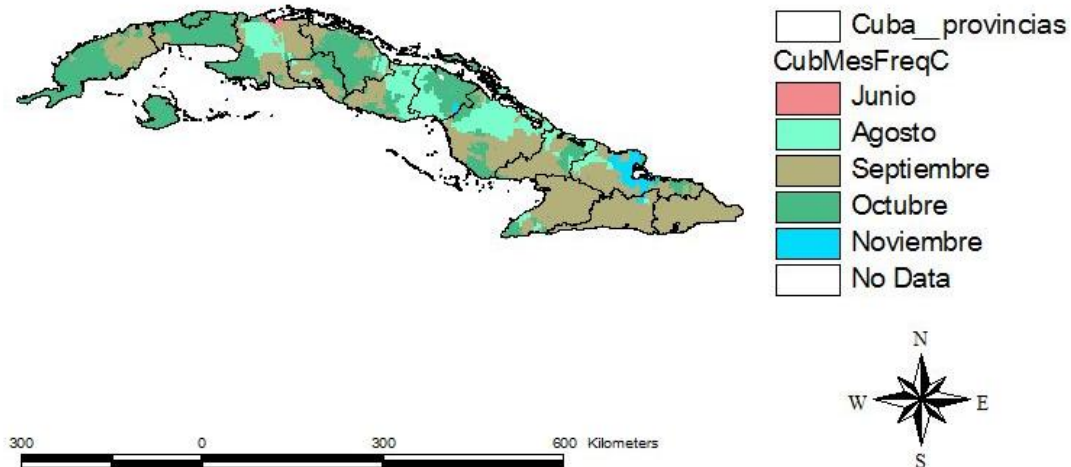 Cuba__provincias
CubMesFreqC
Junio
Agosto
Septiembre
Octubre
Noviembre
No Data
N
W E
S
300 0 300 600 Kilometers